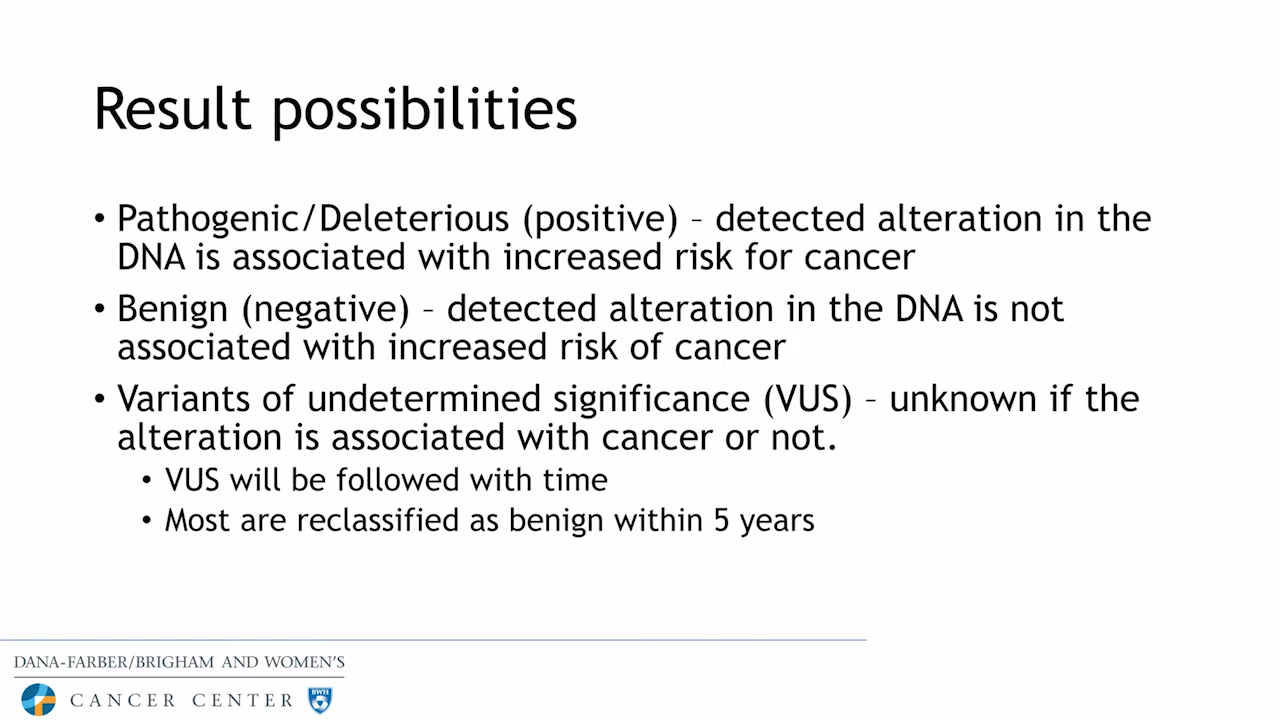 Result possibilities
• Pathogenic/Deleterious (positive) – detected alteration in the
DNA is associated with increased risk for cancer
• Benign (negative) – detected alteration in the DNA is not
associated with increased risk of cancer
• Variants of undetermined significance (VUS) – unknown if the
alteration is associated with cancer or not.
• VUS will be followed with time
• Most are reclassified as benign within 5 years
DANA-FARBER/BRIGHAM AND WOMEN'S
CANCER CENTER
BWH